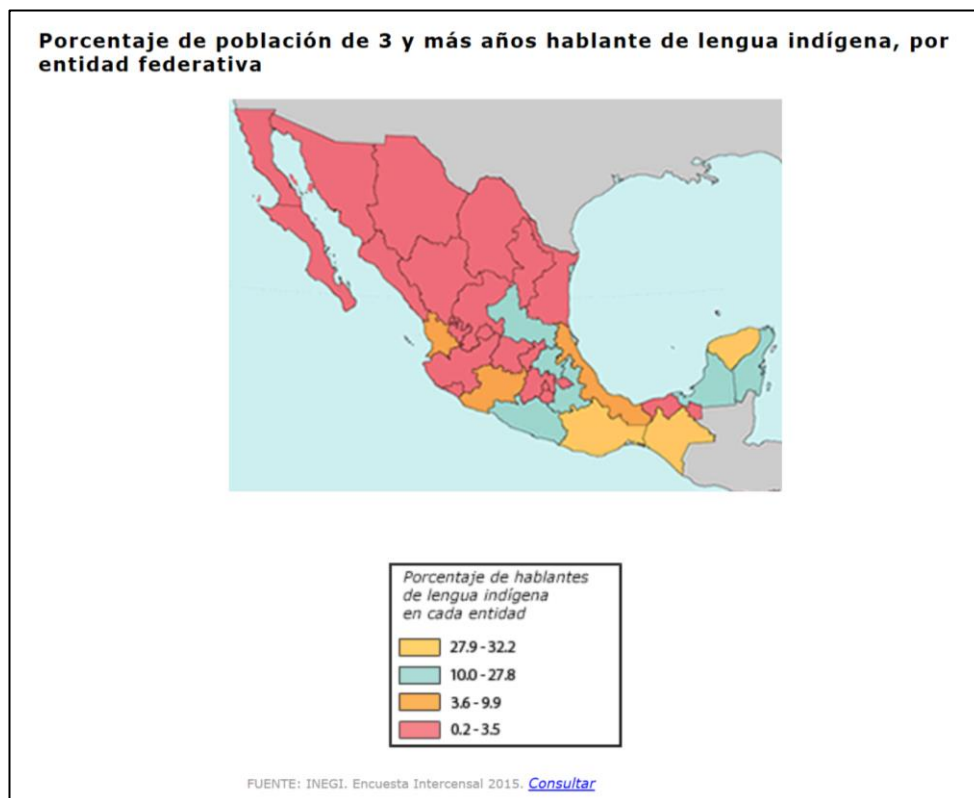 Porcentaje de población de 3 y más años hablante de lengua indígena, por
entidad federativa
Porcentaje de hablantes
de lengua indígena
en cada entidad
27.9 - 32.2
10.0 - 27.8
3.6 - 9.9
0.2 - 3.5
FUENTE: INEGI. Encuesta Intercensal 2015. Consultar